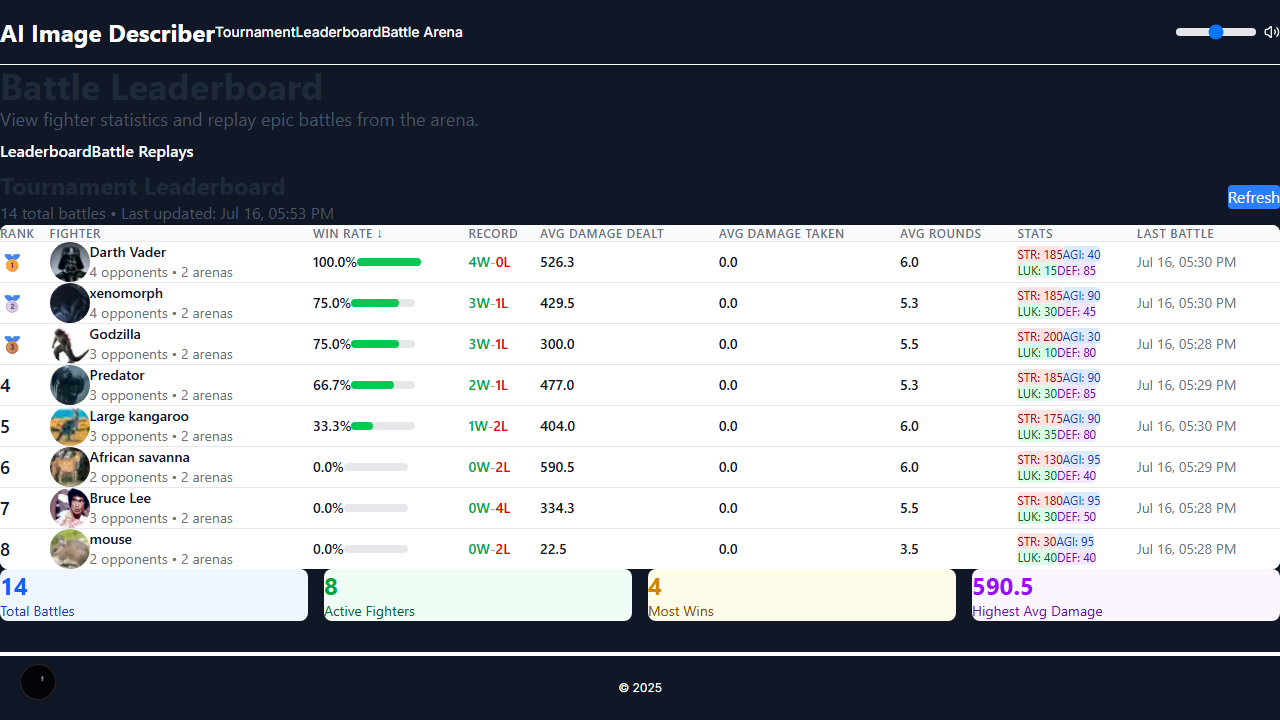 AI Image Describer Tournament Leaderboard Battle Arena
Battle Leaderboard
View fighter statistics and replay epic battles from the arena.
Leaderboard Battle Replays
Tournament Leaderboard
14 total battles • Last updated: Jul 16, 05:53 PM
Refresh
RANK FIGHTER WIN RATE ↓ RECORD AVG DAMAGE DEALT AVG DAMAGE TAKEN AVG ROUNDS STATS LAST BATTLE
1 Darth Vader 100.0% 4W-0L 526.3 0.0 6.0 STR: 185 AGI: 40 Jul 16, 05:30 PM
4 opponents • 2 arenas LUK: 15 DEF: 85
2 xenomorph 75.0% 3W-1L 429.5 0.0 5.3 STR: 185 AGI: 90 Jul 16, 05:30 PM
4 opponents • 2 arenas LUK: 30 DEF: 45
3 Godzilla 75.0% 3W-1L 300.0 0.0 5.5 STR: 200 AGI: 30 Jul 16, 05:28 PM
3 opponents • 2 arenas LUK: 10 DEF: 80
4 Predator 66.7% 2W-1L 477.0 0.0 5.3 STR: 185 AGI: 90 Jul 16, 05:29 PM
3 opponents • 2 arenas LUK: 30 DEF: 85
5 Large kangaroo 33.3% 1W-2L 404.0 0.0 6.0 STR: 175 AGI: 90 Jul 16, 05:30 PM
3 opponents • 2 arenas LUK: 35 DEF: 80
6 African savanna 0.0% 0W-2L 590.5 0.0 6.0 STR: 130 AGI: 95 Jul 16, 05:29 PM
2 opponents • 2 arenas LUK: 30 DEF: 40
7 Bruce Lee 0.0% 0W-4L 334.3 0.0 5.5 STR: 180 AGI: 95 Jul 16, 05:28 PM
3 opponents • 2 arenas LUK: 30 DEF: 50
8 mouse 0.0% 0W-2L 22.5 0.0 3.5 STR: 30 AGI: 95 Jul 16, 05:28 PM
2 opponents • 2 arenas LUK: 40 DEF: 40
14 8 4 590.5
Total Battles Active Fighters Most Wins Highest Avg Damage
© 2025